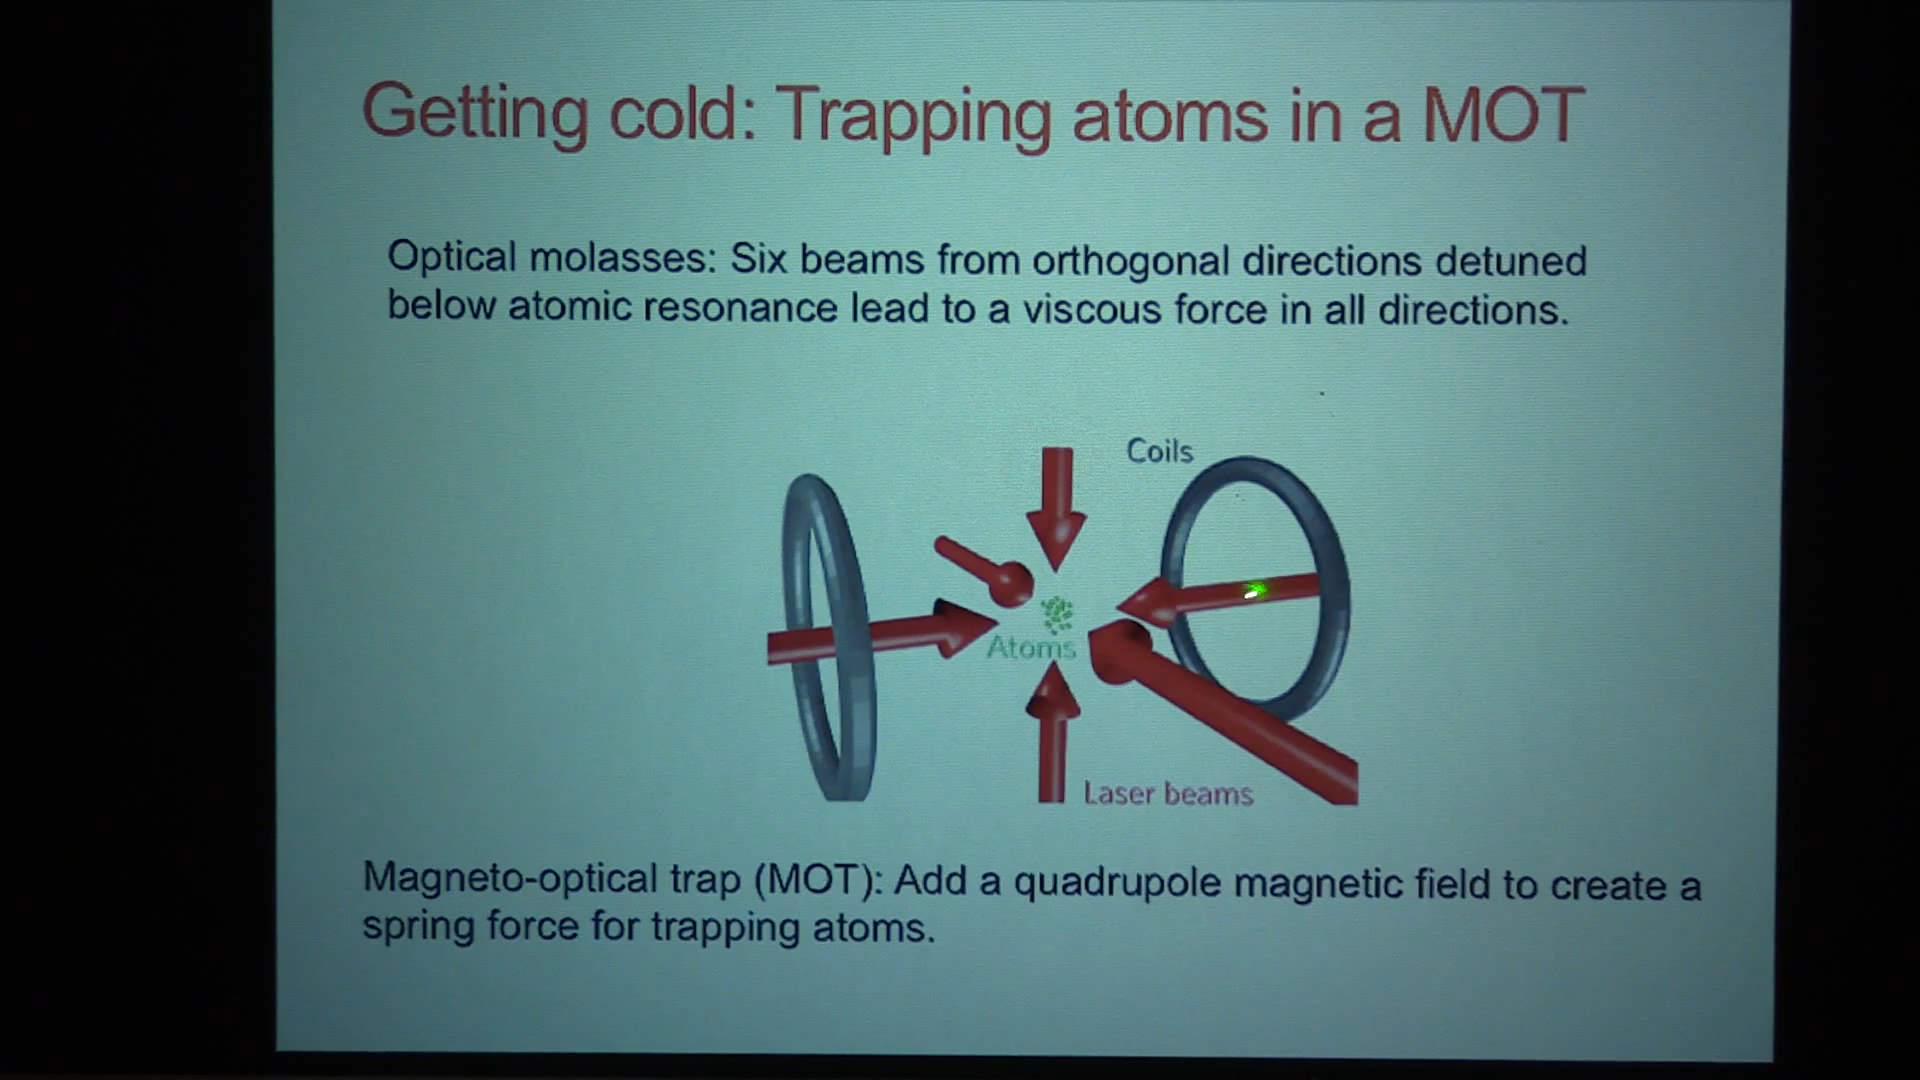 Getting cold: Trapping atoms in a MOT
Optical molasses: Six beams from orthogonal directions detuned
below atomic resonance lead to a viscous force in all directions.
Coils
Atoms
Laser beams
Magneto-optical trap (MOT): Add a quadrupole magnetic field to create a
spring force for trapping atoms.